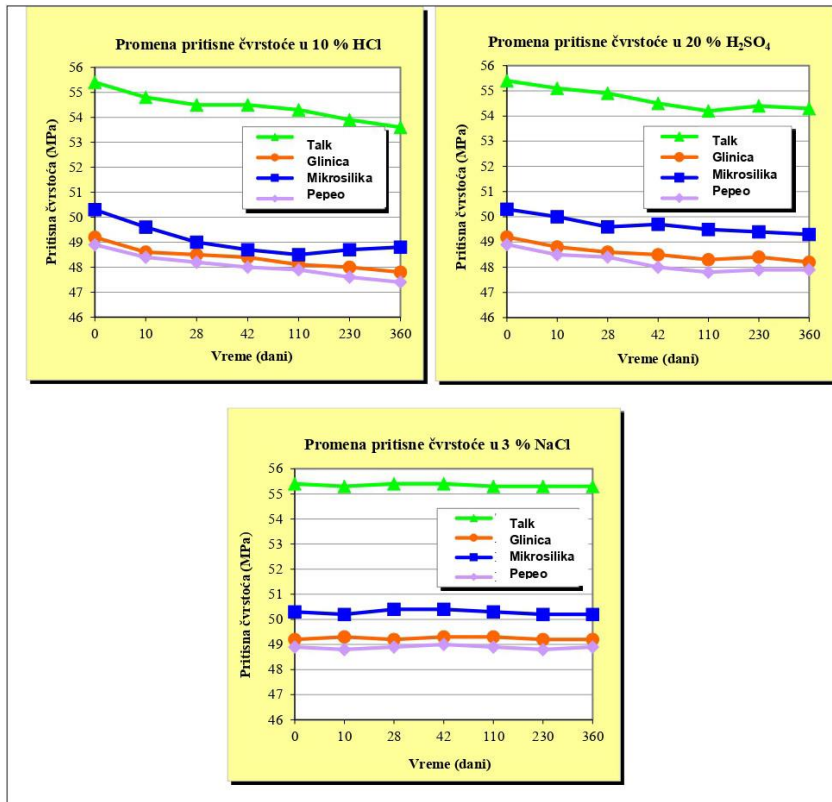 Promena pritisne čvrstoće u 10 % HCl
Pritisna čvrstoća (MPa)
56
55
54
53
52
51
50
49
48
47
46
Talk
Glinica
Mikrosilika
Pepeo
0 10 28 42 110 230 360
Vreme (dani)
Promena pritisne čvrstoće u 20 % H₂SO₄
Pritisna čvrstoća (MPa)
56
55
54
53
52
51
50
49
48
47
46
Talk
Glinica
Mikrosilika
Pepeo
0 10 28 42 110 230 360
Vreme (dani)
Promena pritisne čvrstoće u 3 % NaCl
Pritisna čvrstoća (MPa)
56
55
54
53
52
51
50
49
48
47
46
Talk
Glinica
Mikrosilika
Pepeo
0 10 28 42 110 230 360
Vreme (dani)